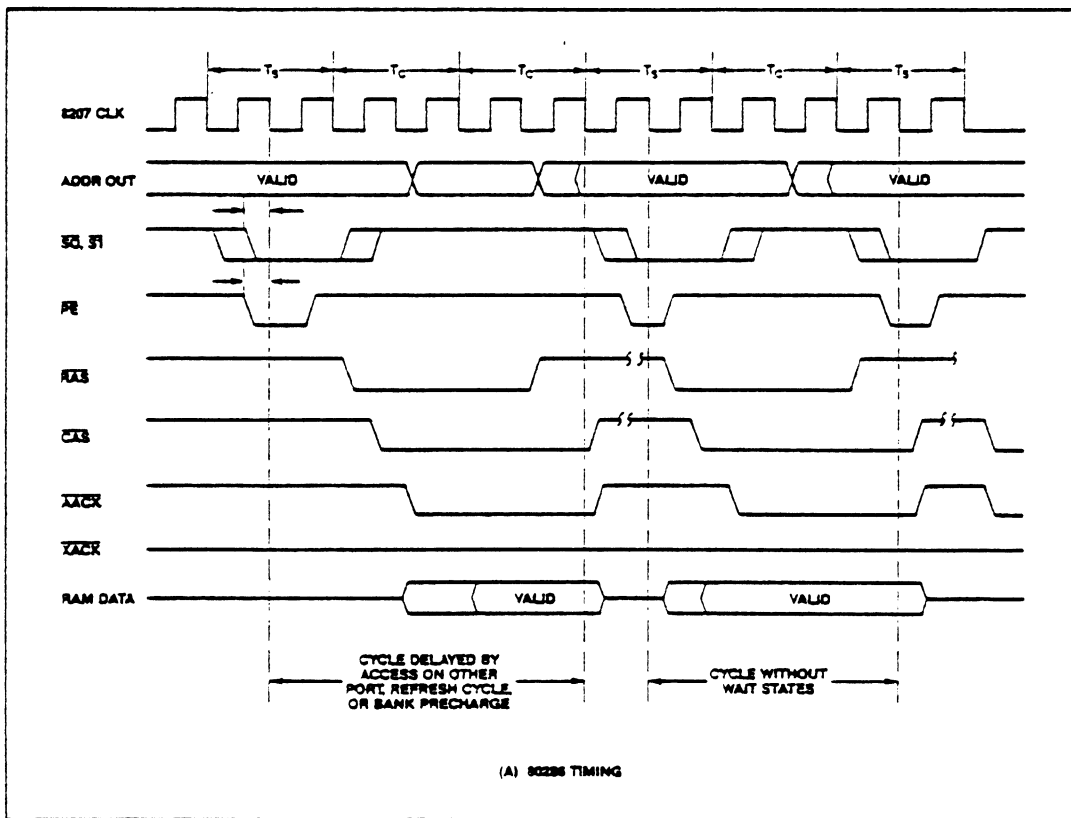 TS TC TC TS TC TS
8207 CLK
ADDR OUT VALID VALID VALID
S0, S1
PE
RAS
CAS
AACK
XACK
RAM DATA VALID VALID
CYCLE DELAYED BY
ACCESS ON OTHER
PORT, REFRESH CYCLE,
OR BANK PRECHARGE
CYCLE WITHOUT
WAIT STATES
(A) 80286 TIMING